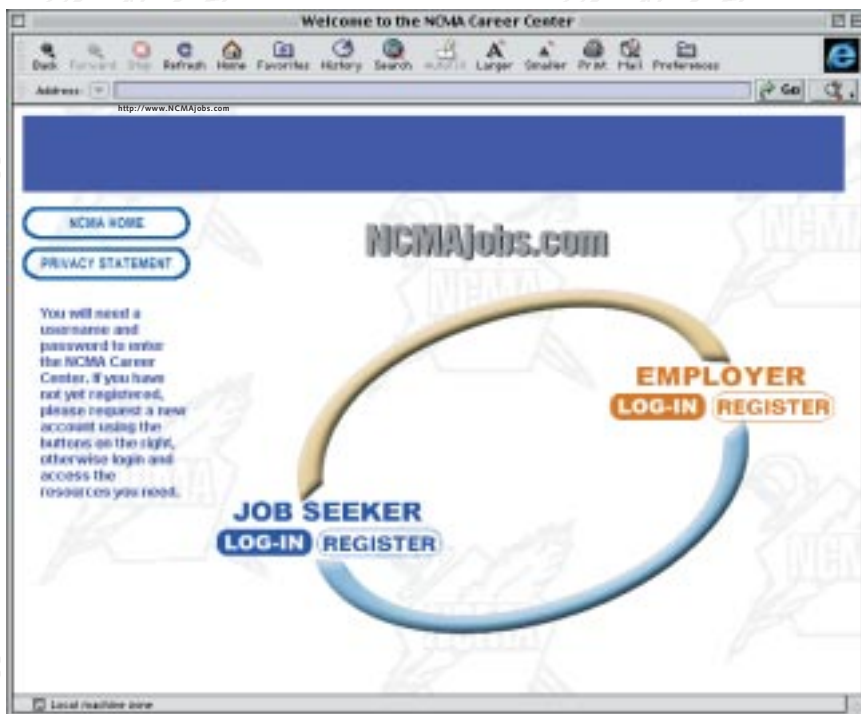 Welcome to the NCMA Career Center
Back Forward Stop Refresh Home Favorites History Search AutoFill Larger Smaller Print Mail Preferences
Address: Go
http://www.NCMAjobs.com
NCMA HOME
PRIVACY STATEMENT
NCMAjobs.com
You will need a
username and
password to enter
the NCMA Career
Center. If you have
not yet registered,
please request a new
account using the
buttons on the right,
otherwise login and
access the
resources you need.
EMPLOYER
LOG-IN REGISTER
JOB SEEKER
LOG-IN REGISTER
NCMA
Local machine zone